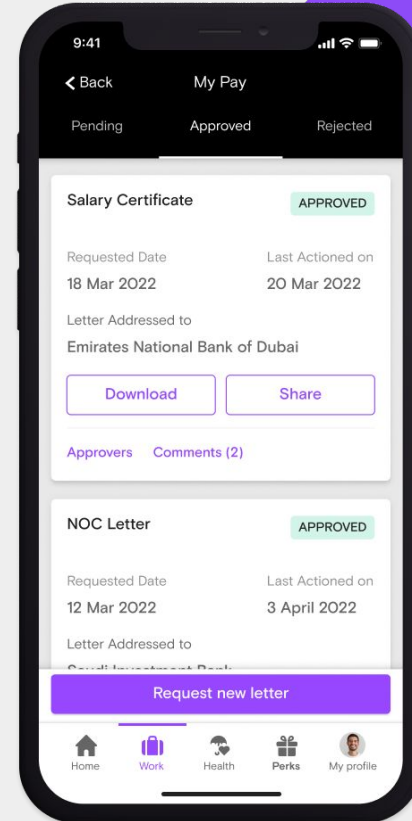 9:41
Back My Pay
Pending Approved Rejected
Salary Certificate APPROVED
Requested Date Last Actioned on
18 Mar 2022 20 Mar 2022
Letter Addressed to
Emirates National Bank of Dubai
Download Share
Approvers Comments (2)
NOC Letter APPROVED
Requested Date Last Actioned on
12 Mar 2022 3 April 2022
Letter Addressed to
Saudi Investment Bank
Request new letter
Home Work Health Perks My profile